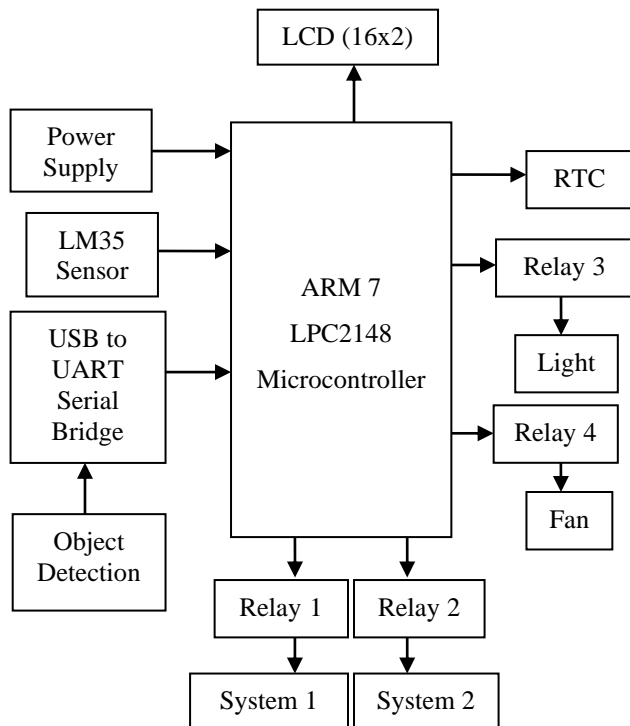 LCD (16x2)
Power
Supply
LM35
Sensor
USB to
UART
Serial
Bridge
Object
Detection
ARM 7
LPC2148
Microcontroller
RTC
Relay 3
Light
Relay 4
Fan
Relay 1
Relay 2
System 1
System 2